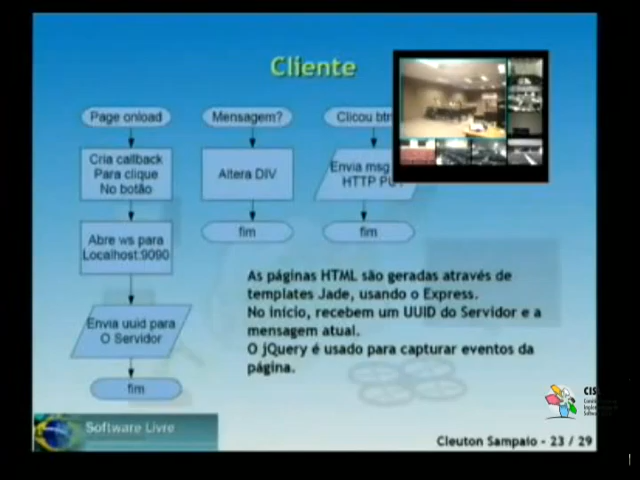 Cliente
Page onload
Cria callback
Para clique
No botão
Abre ws para
Localhost:9090
Envia uuid para
O Servidor
fim
Mensagem?
Altera DIV
fim
Clicou
Envia msg
HTTP
fim
As páginas HTML são geradas através de
templates Jade, usando o Express.
No início, recebem um UUID do Servidor e a
mensagem atual.
O jQuery é usado para capturar eventos da
página.
Software Livre
CIS
Cleuton Sampaio - 23 / 29